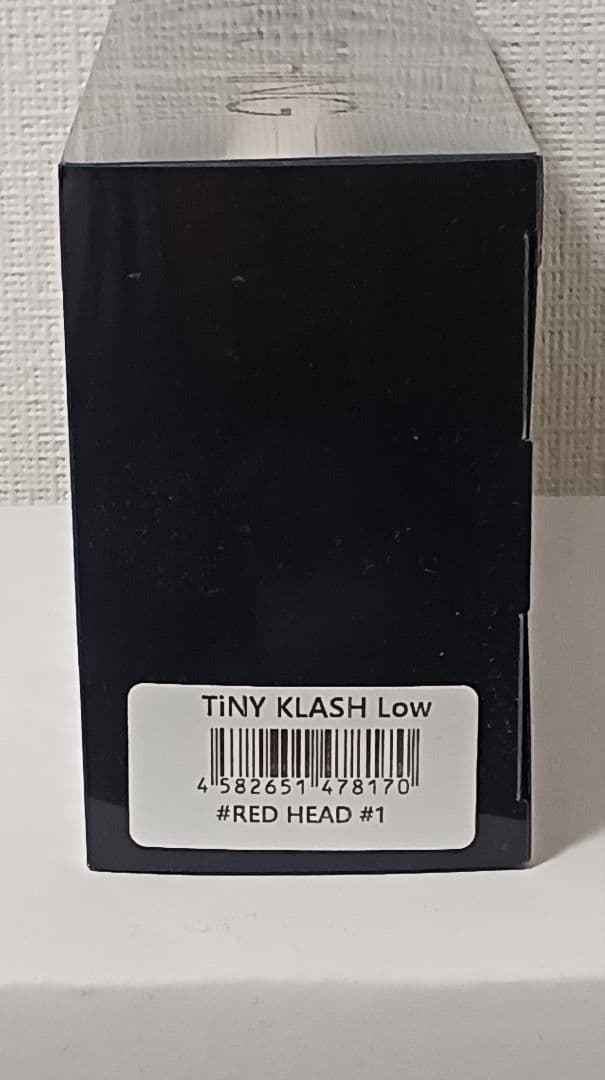 TiNY KLASH Low
4 582651 478170
#RED HEAD #1